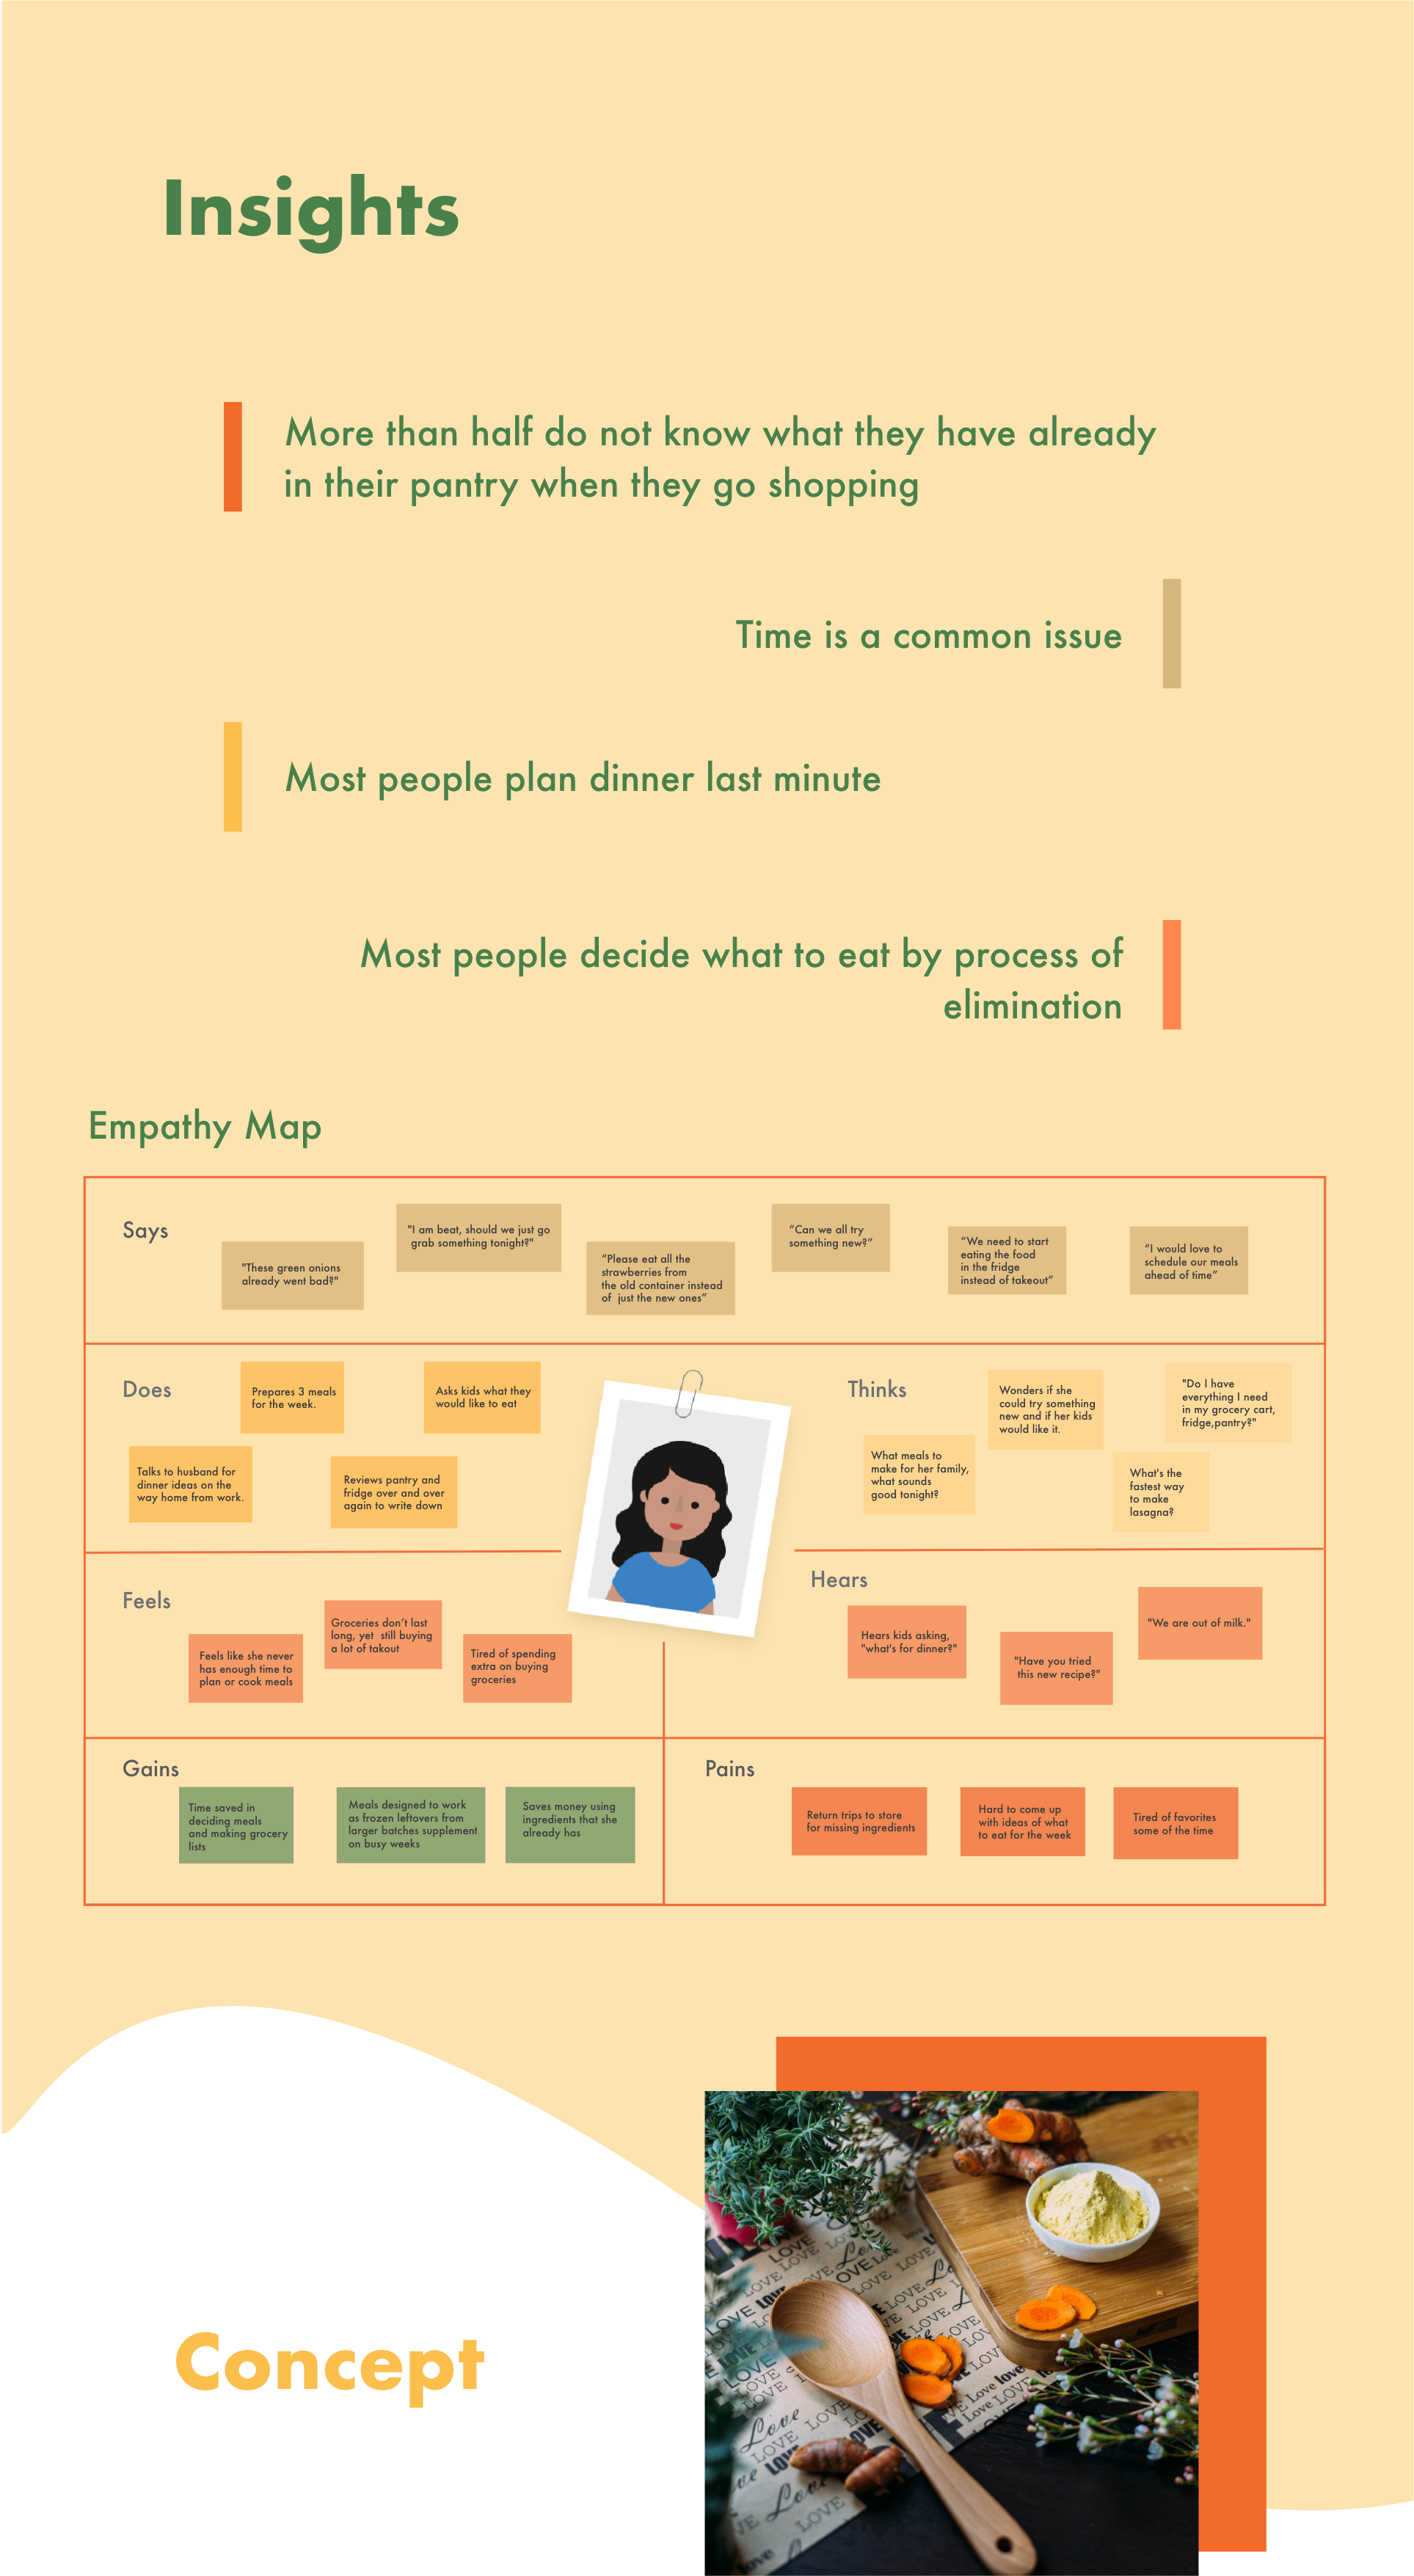 Insights
More than half do not know what they have already
in their pantry when they go shopping
Time is a common issue
Most people plan dinner last minute
Most people decide what to eat by process of
elimination
Empathy Map
Says
"These green onions
already went bad?"
"I am beat, should we just go
grab something tonight?"
“Please eat all the
strawberries from
the old container instead
of just the new ones”
“Can we all try
something new?”
“We need to start
eating the food
in the fridge
instead of takeout”
“I would love to
schedule our meals
ahead of time”
Does
Prepares 3 meals
for the week.
Asks kids what they
would like to eat
Talks to husband for
dinner ideas on the
way home from work.
Reviews pantry and
fridge over and over
again to write down
Thinks
Wonders if she
could try something
new and if her kids
would like it.
"Do I have
everything I need
in my grocery cart,
fridge,pantry?"
What meals to
make for her family,
what sounds
good tonight?
What's the
fastest way
to make
lasagna?
Feels
Feels like she never
has enough time to
plan or cook meals
Groceries don’t last
long, yet still buying
a lot of takout
Tired of spending
extra on buying
groceries
Hears
Hears kids asking,
"what's for dinner?"
"Have you tried
this new recipe?"
"We are out of milk."
Gains
Time saved in
deciding meals
and making grocery
lists
Meals designed to work
as frozen leftovers from
larger batches supplement
on busy weeks
Saves money using
ingredients that she
already has
Pains
Return trips to store
for missing ingredients
Hard to come up
with ideas of what
to eat for the week
Tired of favorites
some of the time
Concept
LOVE
LOVE
Love
LOVE
LOVE
Love love
Love
LOVE
Love
LOVE